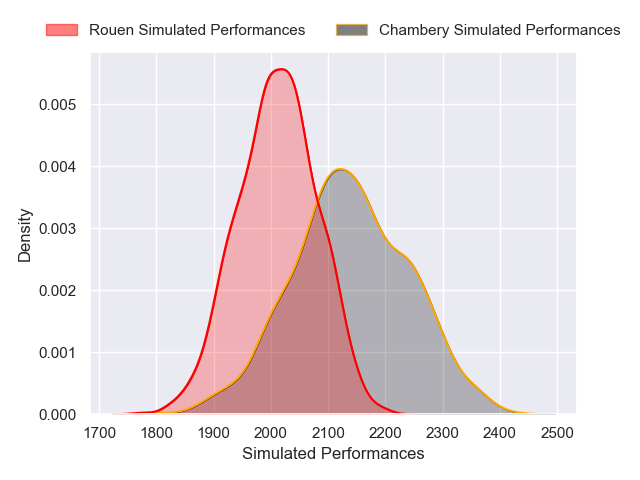 Rouen Simulated Performances
Chambery Simulated Performances
Density
0.005
0.004
0.003
0.002
0.001
0.000
1700 1800 1900 2000 2100 2200 2300 2400 2500
Simulated Performances